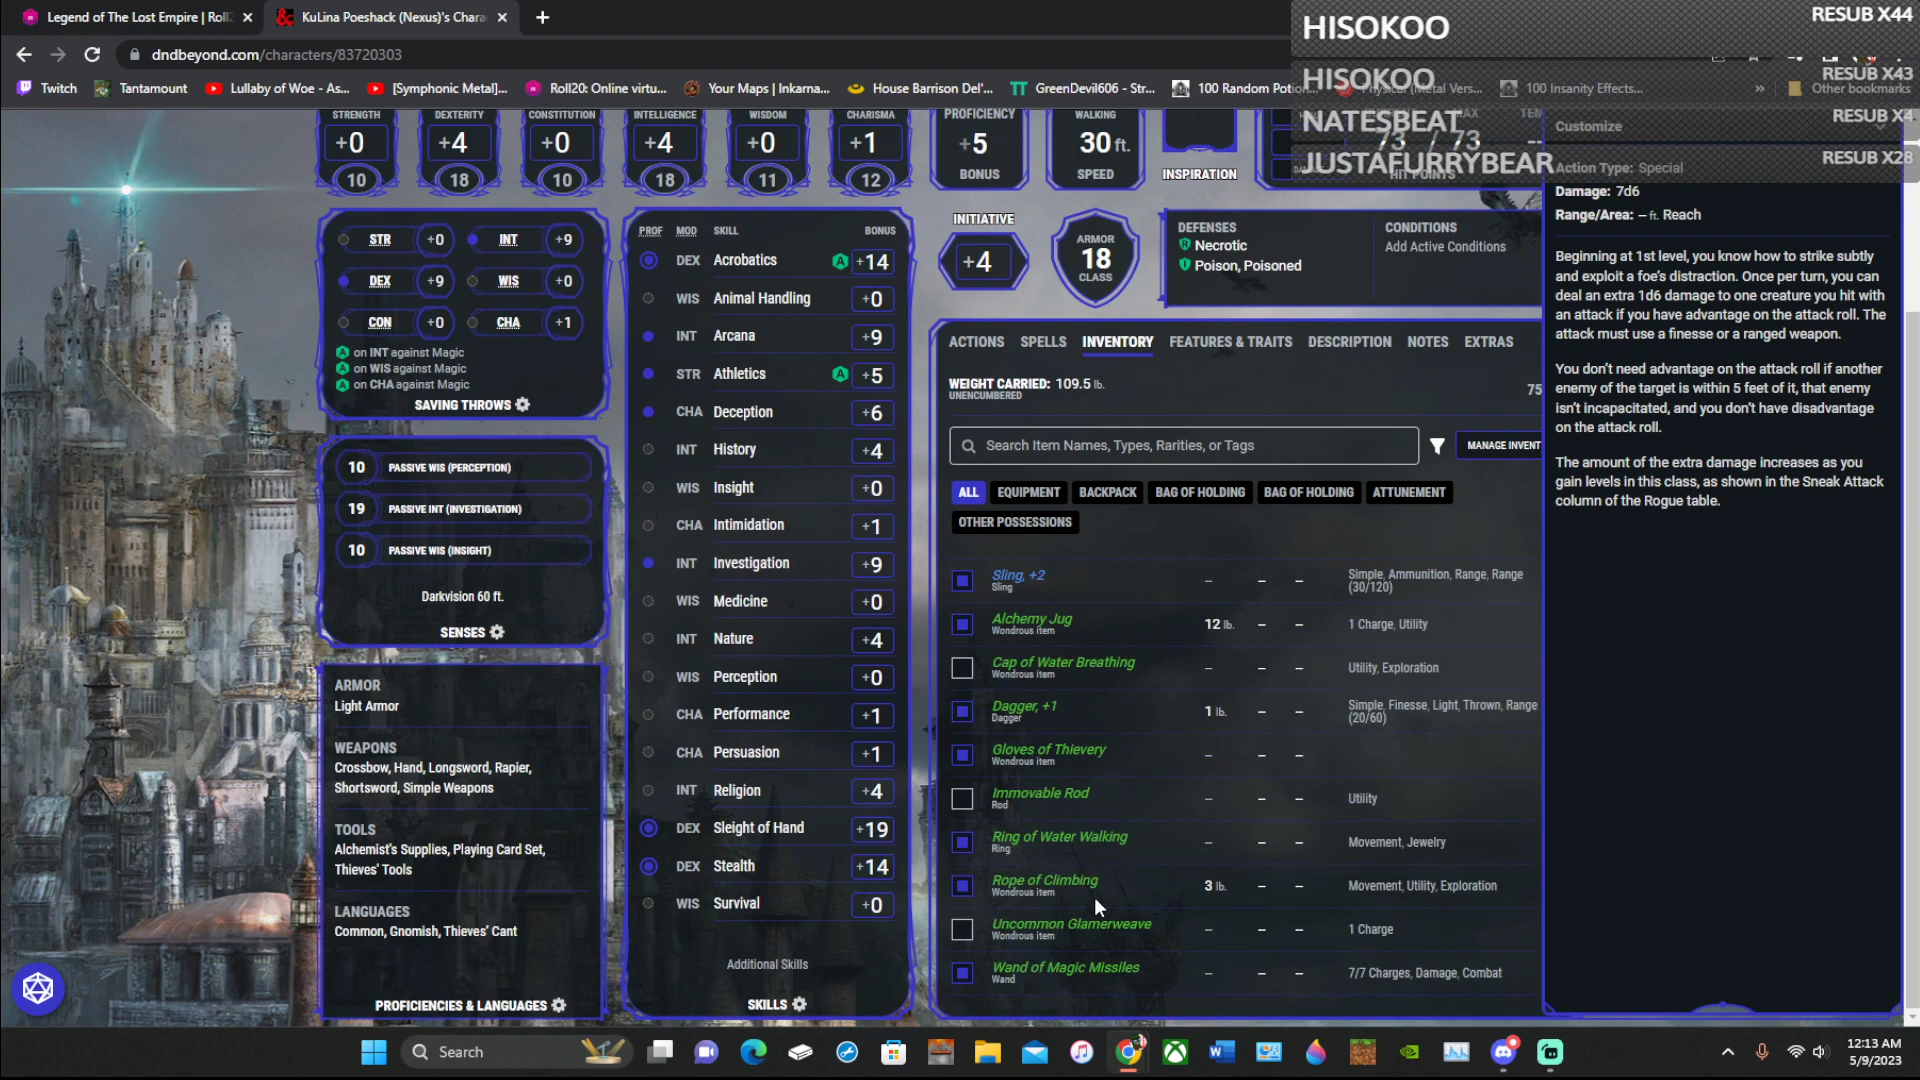 Legend of The Lost Empire | Roll
KuLina Poeshack (Nexus)'s Chara
HISOKOO
RESUB X44
dndbeyond.com/characters/83720303
HISOKOO
RESUB X43
Twitch
Tantamount
Lullaby of Woe - As...
[Symphonic Metal]...
Roll20: Online virtu...
Your Maps | Inkarna...
House Barrison Del'...
GreenDevil606 - Str...
100 Random Potio
(Metal Vers...
100 Insanity Effects...
»
Other bookmarks
NATESBEAT
RESUB X4
JUSTAFURRYBEAR
RESUB X28
STRENGTH
+0
10
DEXTERITY
+4
18
CONSTITUTION
+0
10
INTELLIGENCE
+4
18
WISDOM
+0
11
CHARISMA
+1
12
PROFICIENCY
+5
BONUS
WALKING
30 ft.
SPEED
INSPIRATION
73 / 73
HIT POINTS
STR +0
INT +9
DEX +9
WIS +0
CON +0
CHA +1
A on INT against Magic
A on WIS against Magic
A on CHA against Magic
SAVING THROWS
10 PASSIVE WIS (PERCEPTION)
19 PASSIVE INT (INVESTIGATION)
10 PASSIVE WIS (INSIGHT)
Darkvision 60 ft.
SENSES
ARMOR
Light Armor
WEAPONS
Crossbow, Hand, Longsword, Rapier,
Shortsword, Simple Weapons
TOOLS
Alchemist's Supplies, Playing Card Set,
Thieves' Tools
LANGUAGES
Common, Gnomish, Thieves' Cant
PROFICIENCIES & LANGUAGES
PROF MOD SKILL BONUS
DEX Acrobatics A +14
WIS Animal Handling +0
INT Arcana +9
STR Athletics A +5
CHA Deception +6
INT History +4
WIS Insight +0
CHA Intimidation +1
INT Investigation +9
WIS Medicine +0
INT Nature +4
WIS Perception +0
CHA Performance +1
CHA Persuasion +1
INT Religion +4
DEX Sleight of Hand +19
DEX Stealth +14
WIS Survival +0
Additional Skills
SKILLS
INITIATIVE
+4
ARMOR
18
CLASS
DEFENSES
Necrotic
Poison, Poisoned
CONDITIONS
Add Active Conditions
ACTIONS SPELLS INVENTORY FEATURES & TRAITS DESCRIPTION NOTES EXTRAS
WEIGHT CARRIED: 109.5 lb.
UNENCUMBERED
75
Search Item Names, Types, Rarities, or Tags
MANAGE INVENT
ALL EQUIPMENT BACKPACK BAG OF HOLDING BAG OF HOLDING ATTUNEMENT
OTHER POSSESSIONS
Sling, +2
Sling
– – –
Simple, Ammunition, Range, Range
(30/120)
Alchemy Jug
Wondrous item
12 lb. – –
1 Charge, Utility
Cap of Water Breathing
Wondrous item
– – –
Utility, Exploration
Dagger, +1
Dagger
1 lb. – –
Simple, Finesse, Light, Thrown, Range
(20/60)
Gloves of Thievery
Wondrous item
– – –
Immovable Rod
Rod
– – –
Utility
Ring of Water Walking
Ring
– – –
Movement, Jewelry
Rope of Climbing
Wondrous item
3 lb. – –
Movement, Utility, Exploration
Uncommon Glamerweave
Wondrous item
– – –
1 Charge
Wand of Magic Missiles
Wand
– – –
7/7 Charges, Damage, Combat
Customize
Action Type: Special
Damage: 7d6
Range/Area: – ft. Reach
Beginning at 1st level, you know how to strike subtly
and exploit a foe's distraction. Once per turn, you can
deal an extra 1d6 damage to one creature you hit with
an attack if you have advantage on the attack roll. The
attack must use a finesse or a ranged weapon.
You don't need advantage on the attack roll if another
enemy of the target is within 5 feet of it, that enemy
isn't incapacitated, and you don't have disadvantage
on the attack roll.
The amount of the extra damage increases as you
gain levels in this class, as shown in the Sneak Attack
column of the Rogue table.
Search
12:13 AM
5/9/2023